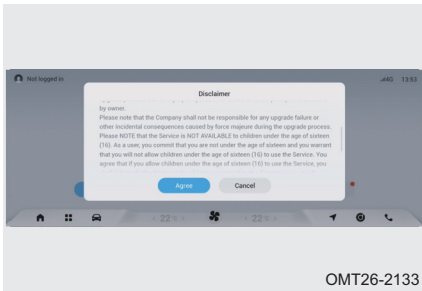 Not logged in
4G 13:53
Disclaimer
by owner.
Please note that the Company shall not be responsible for any upgrade failure or
other incidental consequences caused by force majeure during the upgrade process.
Please NOTE that the Service is NOT AVAILABLE to children under the age of sixteen
(16). As a user, you commit that you are not under the age of sixteen and you warrant
that you will not allow children under the age of sixteen (16) to use the Service. You
agree that if you allow children under the age of sixteen (16) to use the Service, you
Agree
Cancel
22
22
OMT26-2133